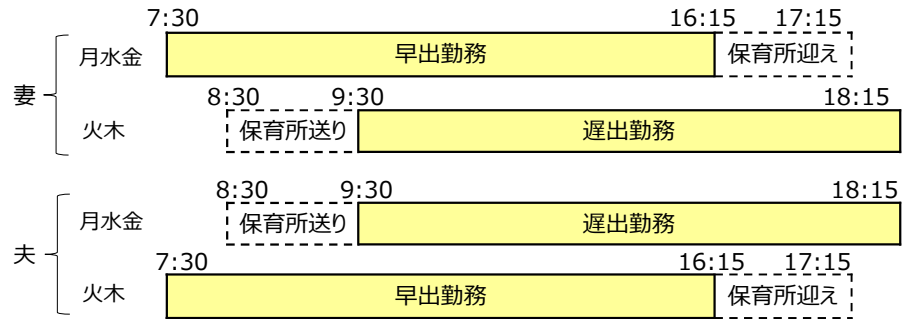 7:30 16:15 17:15
妻 月水金 早出勤務 保育所迎え
8:30 9:30 18:15
火木 保育所送り 遅出勤務
8:30 9:30 18:15
夫 月水金 保育所送り 遅出勤務
7:30 16:15 17:15
火木 早出勤務 保育所迎え